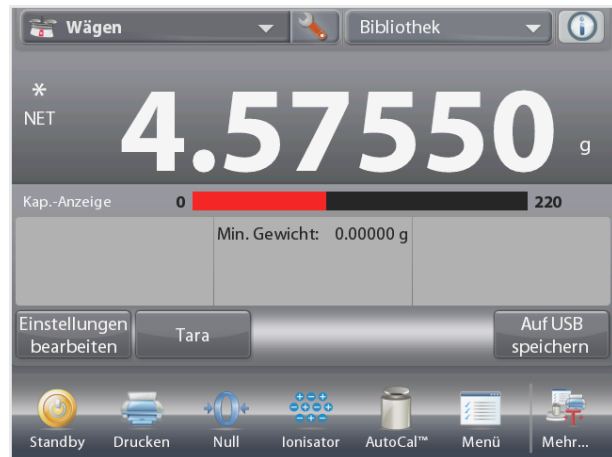 Wägen
Bibliothek
*
NET
4.57550 g
Kap.-Anzeige 0 220
Min. Gewicht: 0.00000 g
Einstellungen
bearbeiten
Tara
Auf USB
speichern
Standby Drucken Null Ionisator AutoCal™ Menü Mehr...